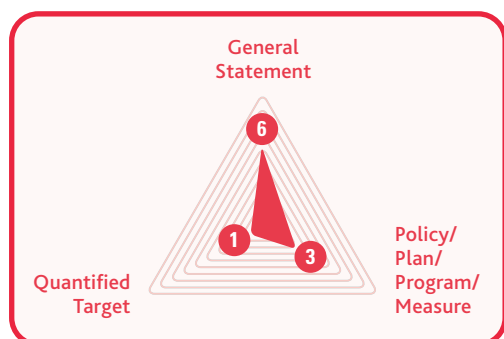 General
Statement
6
1
3
Quantified
Target
Policy/
Plan/
Program/
Measure